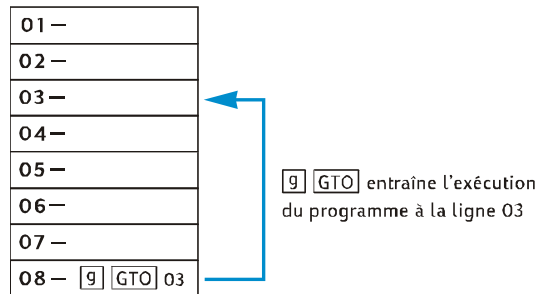 01–
02–
03–
04–
05–
06–
07–
08– g GTO 03
g GTO entraîne l'exécution
du programme à la ligne 03